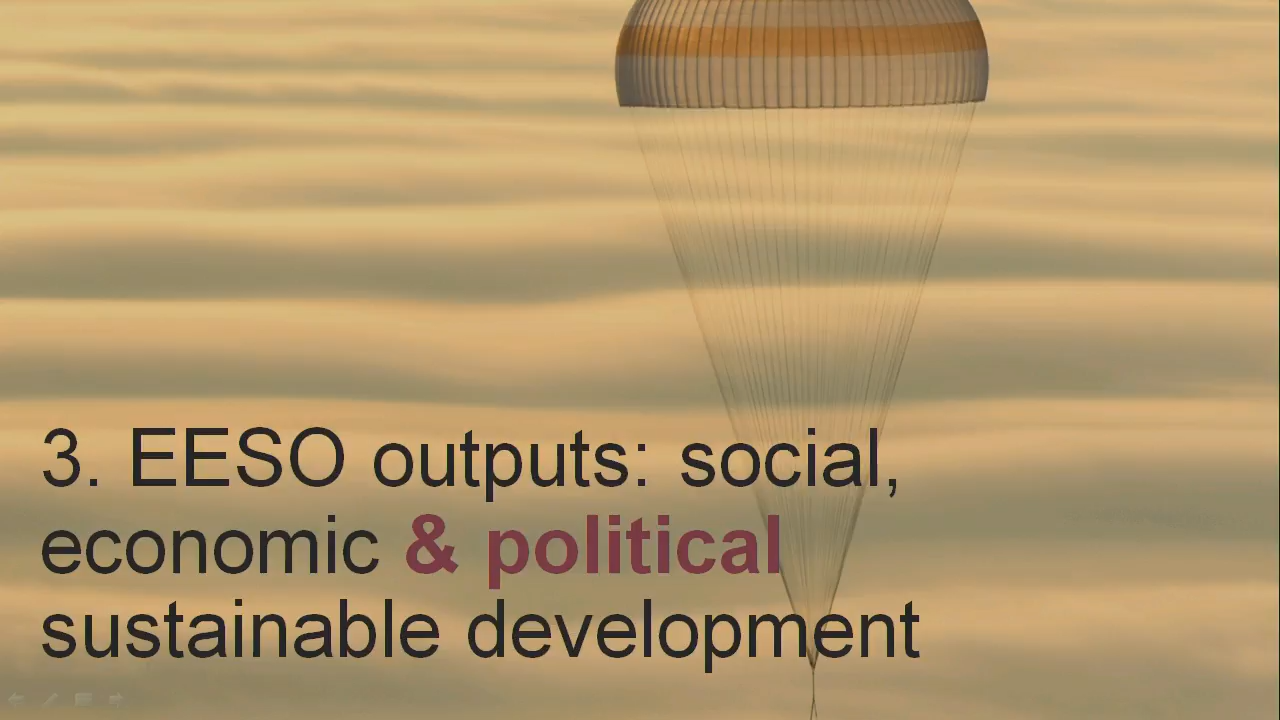 3. EESO outputs: social,
economic & political
sustainable development